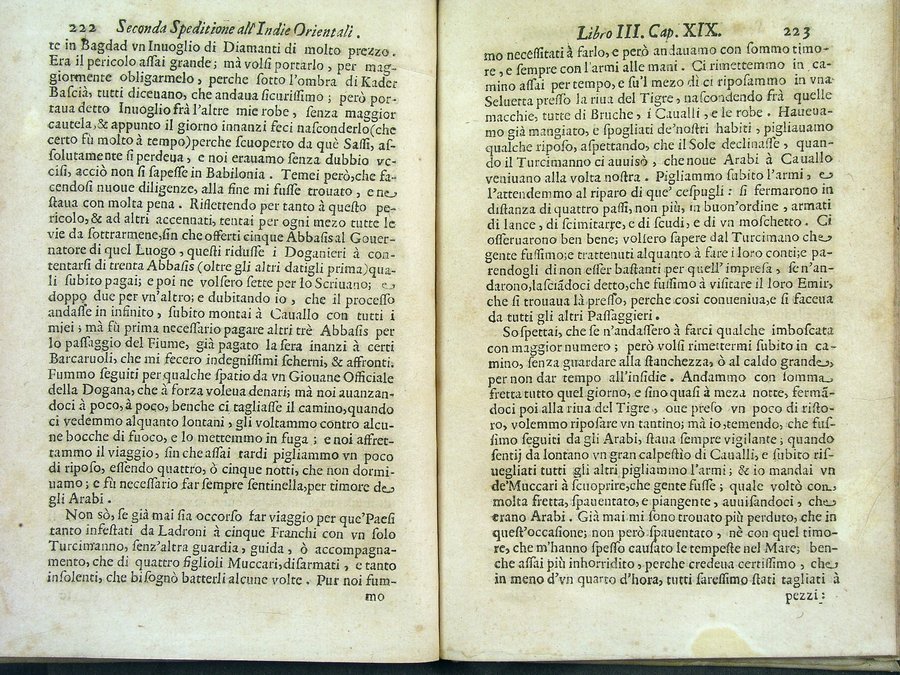 222 Seconda Speditione all'Indie Orientali.
te in Bagdad vn Inuoglio di Diamanti di molto prezzo.
Era il pericolo assai grande; mà volsi portarlo, per mag-
giormente obligarmelo, perche sotto l'ombra di Kader
Bascià, tutti diceuano, che andaua sicurissimo; però por-
taua detto Inuoglio frà l'altre mie robe, senza maggior
cautela, & appunto il giorno innanzi feci nasconderlo (che
certo fù molto à tempo) perche scuoperto da què Sassi, as-
solutamente si perdeua, e noi erauamo senza dubbio vc-
cisi, acciò non si sapesse in Babilonia. Temei però, che fa-
cendosi nuoue diligenze, alla fine mi fusse trouato, e ne
staua con molta pena. Riflettendo per tanto à questo pe-
ricolo, & ad altri accennati, tentai per ogni mezo tutte le
vie da sottrarmene, sin che offerti cinque Abbasis al Gouer-
natore di quel Luogo, questi ridusse i Doganieri à con-
tentarsi di trenta Abbasis (oltre gli altri datigli prima) qua-
li subito pagai; e poi ne volsero sette per lo Scriuano; e
doppo due per vn'altro; e dubitando io, che il processo
andasse in infinito, subito montai à Cauallo con tutti i
miei; mà fù prima necessario pagare altri trè Abbasis per
lo passaggio del Fiume, già pagato la sera inanzi à certi
Barcaruoli, che mi fecero indegnissimi scherni, & affronti.
Fummo seguiti per qualche spatio da vn Giouane Officiale
della Dogana, che à forza voleua denari; mà noi auanzan-
doci à poco, à poco, benche ci tagliasse il camino, quando
ci vedemmo alquanto lontani, gli voltammo contro alcu-
ne bocche di fuoco, e lo mettemmo in fuga; e noi affret-
tammo il viaggio, sin che assai tardi pigliammo vn poco
di riposo, essendo quattro, ò cinque notti, che non dormi-
uamo; e fù necessario far sempre sentinella, per timore de
gli Arabi.
Non sò, se già mai sia occorso far viaggio per que'Paesi
tanto infestati da Ladroni à cinque Franchi con vn solo
Turcimanno, senz'altra guardia, guida, ò accompagna-
mento, che di quattro figlioli Muccari, disarmati, e tanto
insolenti, che bisognò batterli alcune volte. Pur noi fum-
mo
Libro III. Cap. XIX. 223
mo necessitati à farlo, e però andauamo con sommo timo-
re, e sempre con l'armi alle mani. Ci rimettemmo in ca-
mino assai per tempo, e su'l mezo dì ci riposammo in vna
Seluetta presso la riua del Tigre, nascondendo frà quelle
macchie, tutte di Bruche, i Caualli, e le robe. Haueua-
mo già mangiato, e spogliati de'nostri habiti, pigliauamo
qualche riposo, aspettando, che il Sole declinasse, quan-
do il Turcimanno ci auuisò, che noue Arabi à Cauallo
veniuano alla volta nostra. Pigliammo subito l'armi, e
l'attendemmo al riparo di que' cespugli: si fermarono in
distanza di quattro passi, non più, in buon'ordine, armati
di lance, di scimitarre, e di scudi, e di vn moschetto. Ci
osseruarono ben bene; volsero sapere dal Turcimano che
gente fussimo; e trattenuti alquanto à fare i loro conti; e pa-
rendogli di non esser bastanti per quell'impresa, se n'an-
darono, lasciādoci detto, che fussimo à visitare il loro Emir,
che si trouaua là presso, perche così conueniua, e si faceua
da tutti gli altri Passaggieri.
Sospettai, che se n'andassero à farci qualche imboscata
con maggior numero; però volsi rimettermi subito in ca-
mino, senza guardare alla stanchezza, ò al caldo grande,
per non dar tempo all'insidie. Andammo con somma
fretta tutto quel giorno, e sino quasi à meza notte, fermā-
doci poi alla riua del Tigre, oue preso vn poco di risto-
ro, volemmo riposare vn tantino; mà io, temendo, che fus-
simo seguiti da gli Arabi, staua sempre vigilante; quando
sentij da lontano vn gran calpestio di Caualli, e subito ri-
suegliati tutti gli altri pigliammo l'armi; & io mandai vn
de'Muccari à scuoprire, che gente fusse; quale voltò con
molta fretta, spauentato, e piangente, auuisandoci, che
erano Arabi. Già mai mi sono trouato più perduto, che in
quest'occasione; non però spauentato, nè con quel timo-
re, che m'hanno spesso causato le tempeste nel Mare; ben-
che assai più inhorridito, perche credeua certissimo, che
in meno d'vn quarto d'hora, tutti saressimo stati tagliati à
pezzi: